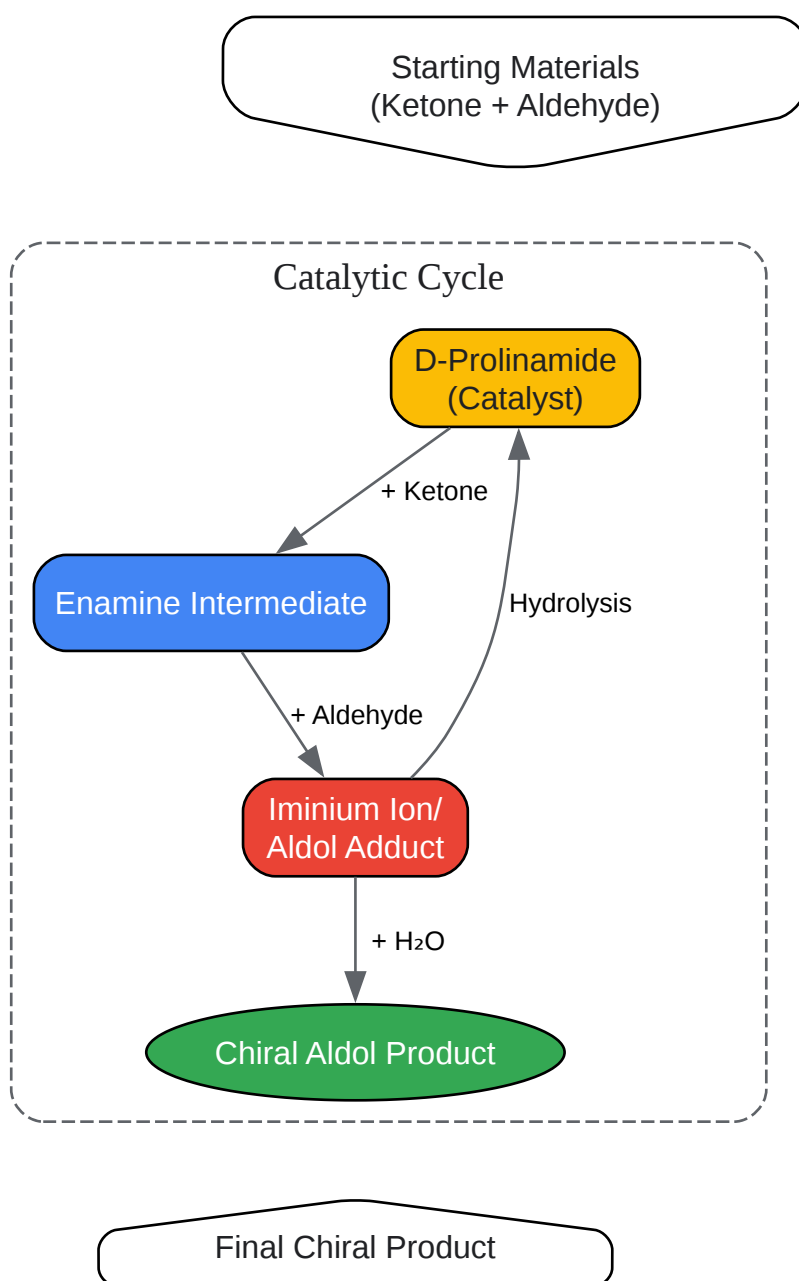 Starting Materials
(Ketone + Aldehyde)
Catalytic Cycle
D-Prolinamide
(Catalyst)
+ Ketone
Enamine Intermediate
Hydrolysis
+ Aldehyde
Iminium Ion/
Aldol Adduct
+ H₂O
Chiral Aldol Product
Final Chiral Product